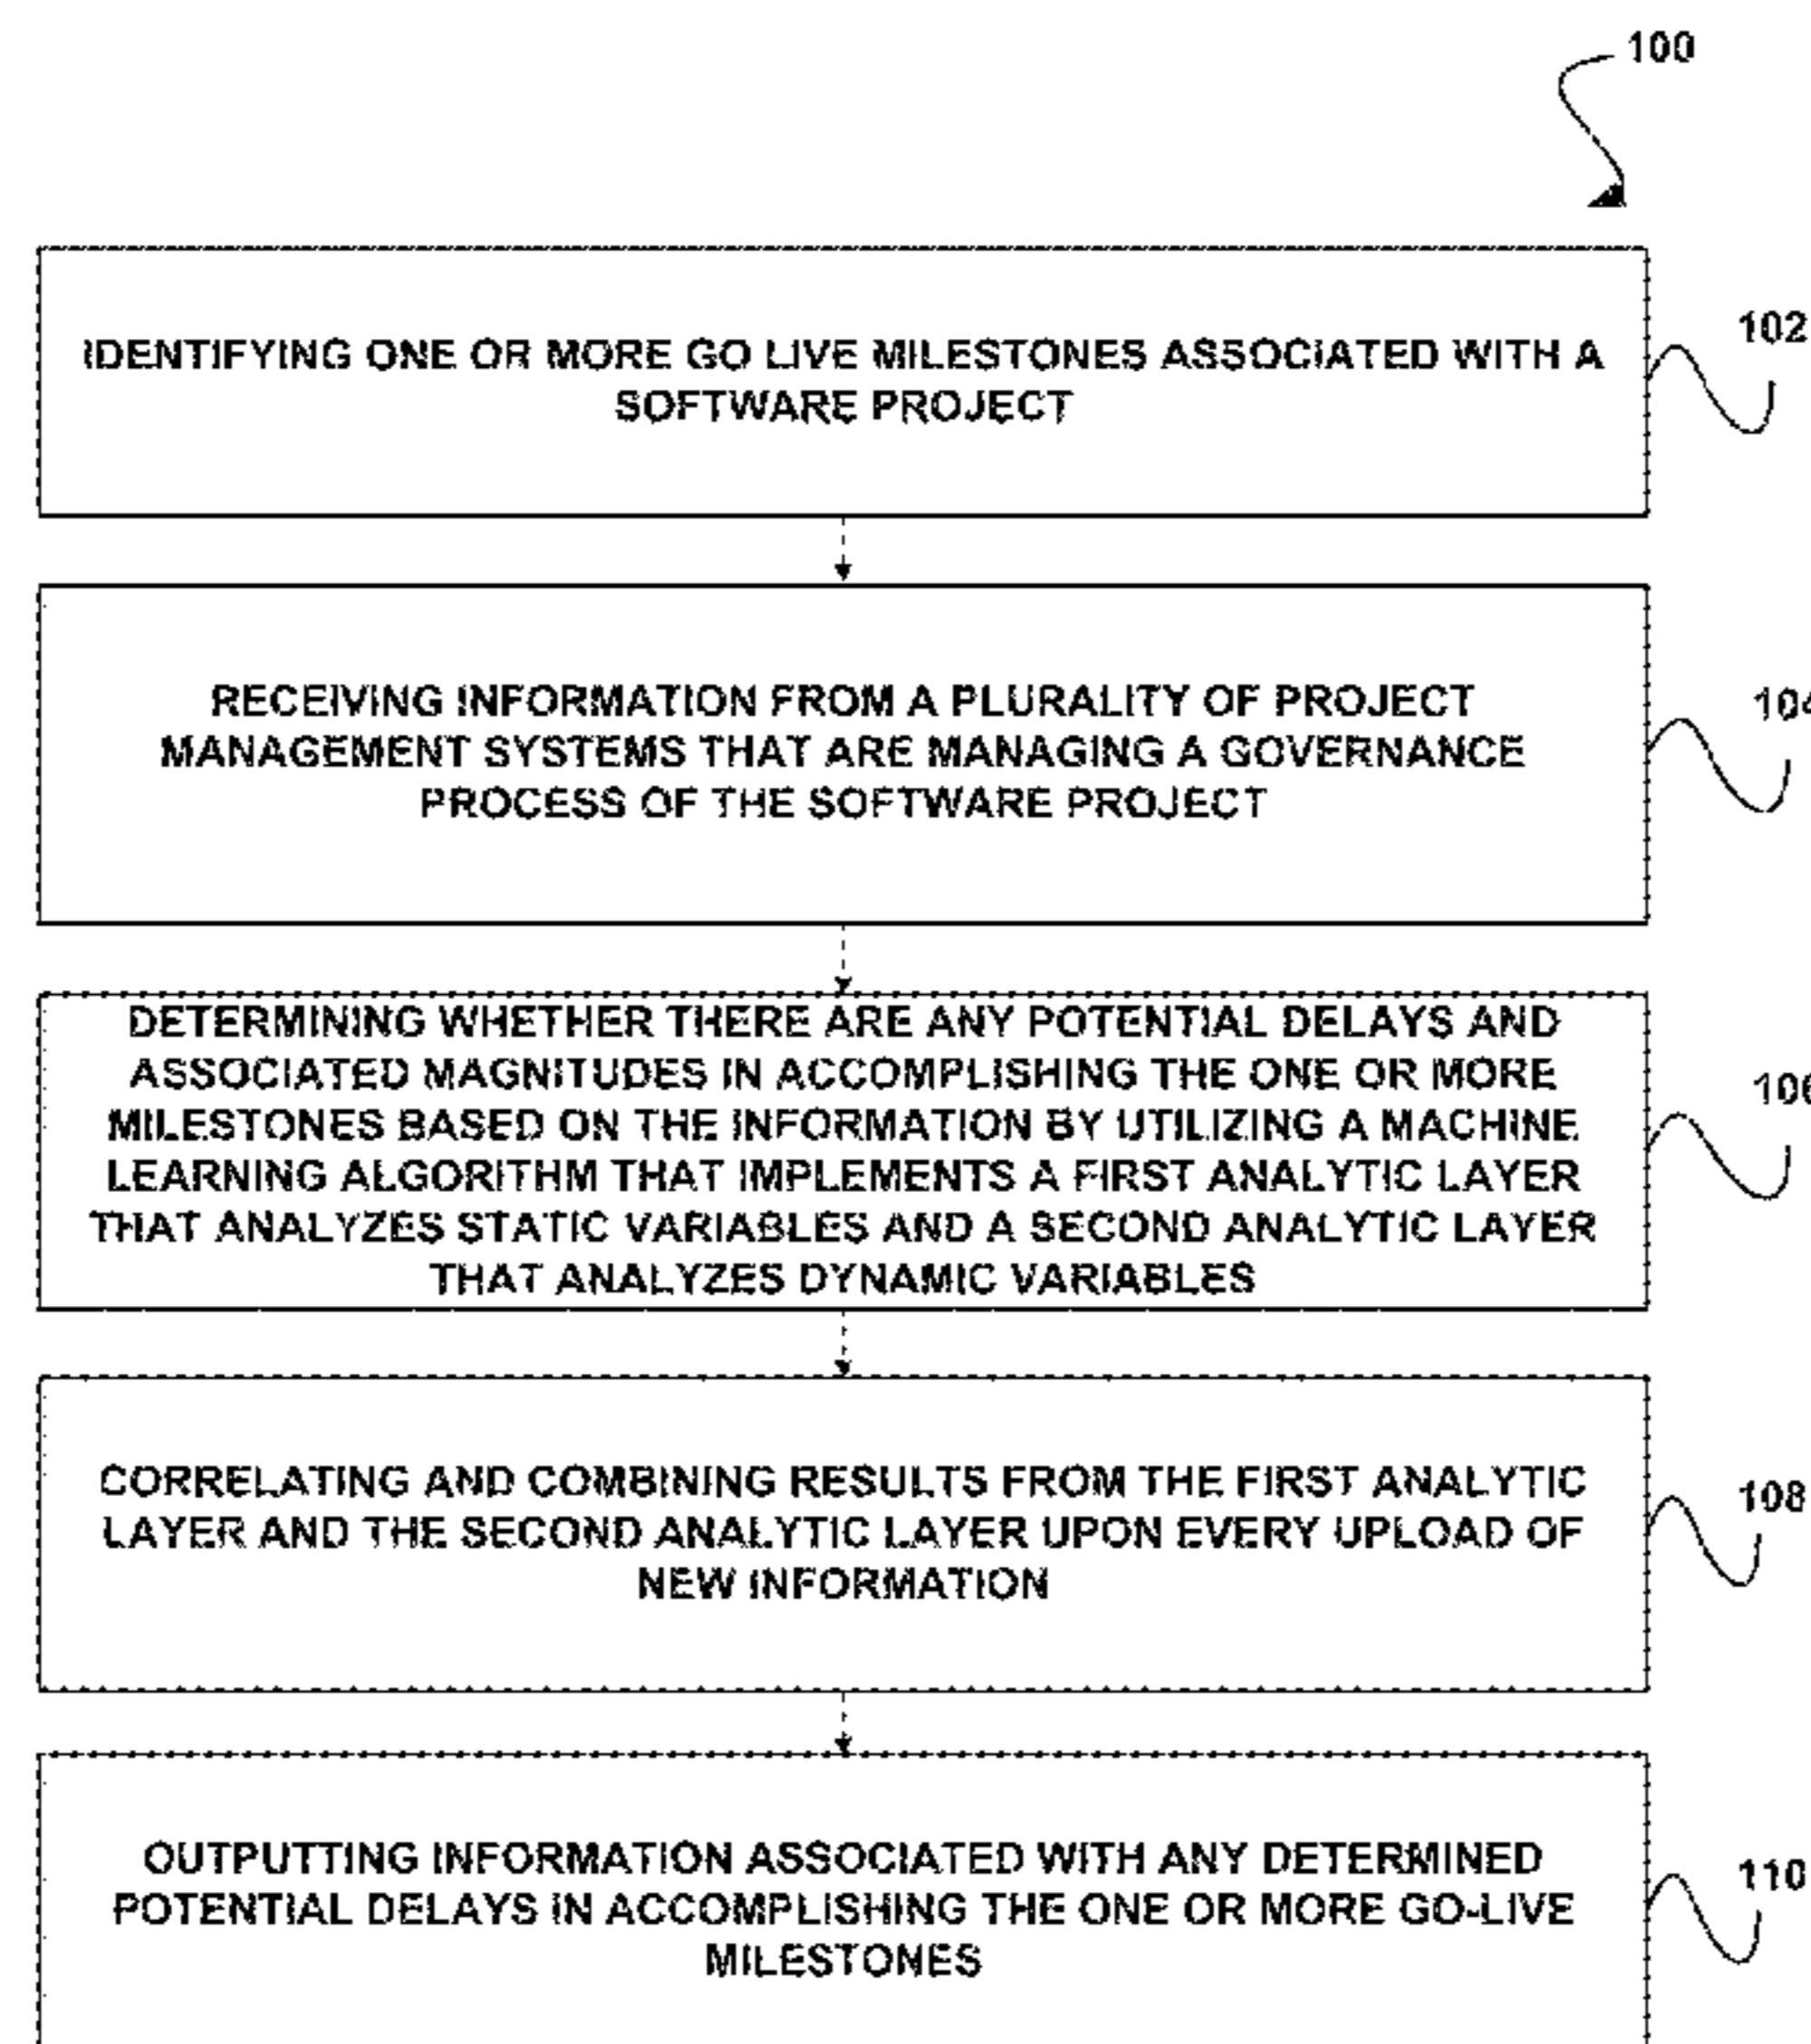 100
IDENTIFYING ONE OR MORE GO LIVE MILESTONES ASSOCIATED WITH A
SOFTWARE PROJECT
102
RECEIVING INFORMATION FROM A PLURALITY OF PROJECT
MANAGEMENT SYSTEMS THAT ARE MANAGING A GOVERNANCE
PROCESS OF THE SOFTWARE PROJECT
104
DETERMINING WHETHER THERE ARE ANY POTENTIAL DELAYS AND
ASSOCIATED MAGNITUDES IN ACCOMPLISHING THE ONE OR MORE
MILESTONES BASED ON THE INFORMATION BY UTILIZING A MACHINE
LEARNING ALGORITHM THAT IMPLEMENTS A FIRST ANALYTIC LAYER
THAT ANALYZES STATIC VARIABLES AND A SECOND ANALYTIC LAYER
THAT ANALYZES DYNAMIC VARIABLES
106
CORRELATING AND COMBINING RESULTS FROM THE FIRST ANALYTIC
LAYER AND THE SECOND ANALYTIC LAYER UPON EVERY UPLOAD OF
NEW INFORMATION
108
OUTPUTTING INFORMATION ASSOCIATED WITH ANY DETERMINED
POTENTIAL DELAYS IN ACCOMPLISHING THE ONE OR MORE GO-LIVE
MILESTONES
110